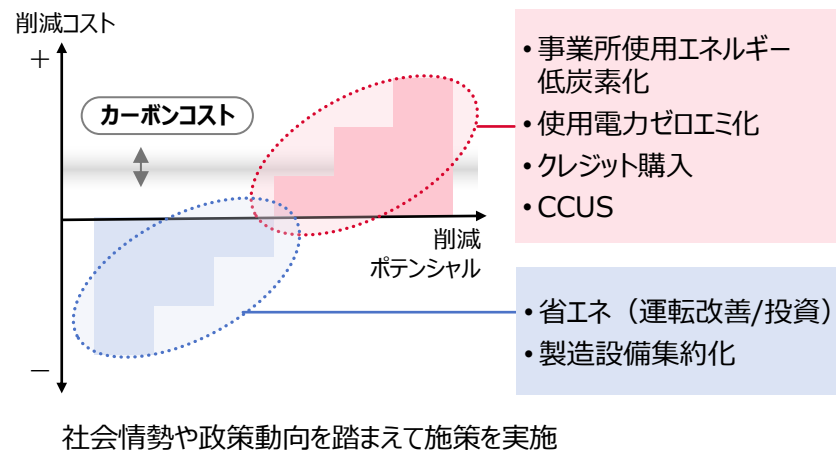 削減コスト
+
カーボンコスト
削減
ポテンシャル
−
• 事業所使用エネルギー
低炭素化
• 使用電力ゼロエミ化
• クレジット購入
• CCUS
• 省エネ（運転改善/投資）
• 製造設備集約化
社会情勢や政策動向を踏まえて施策を実施